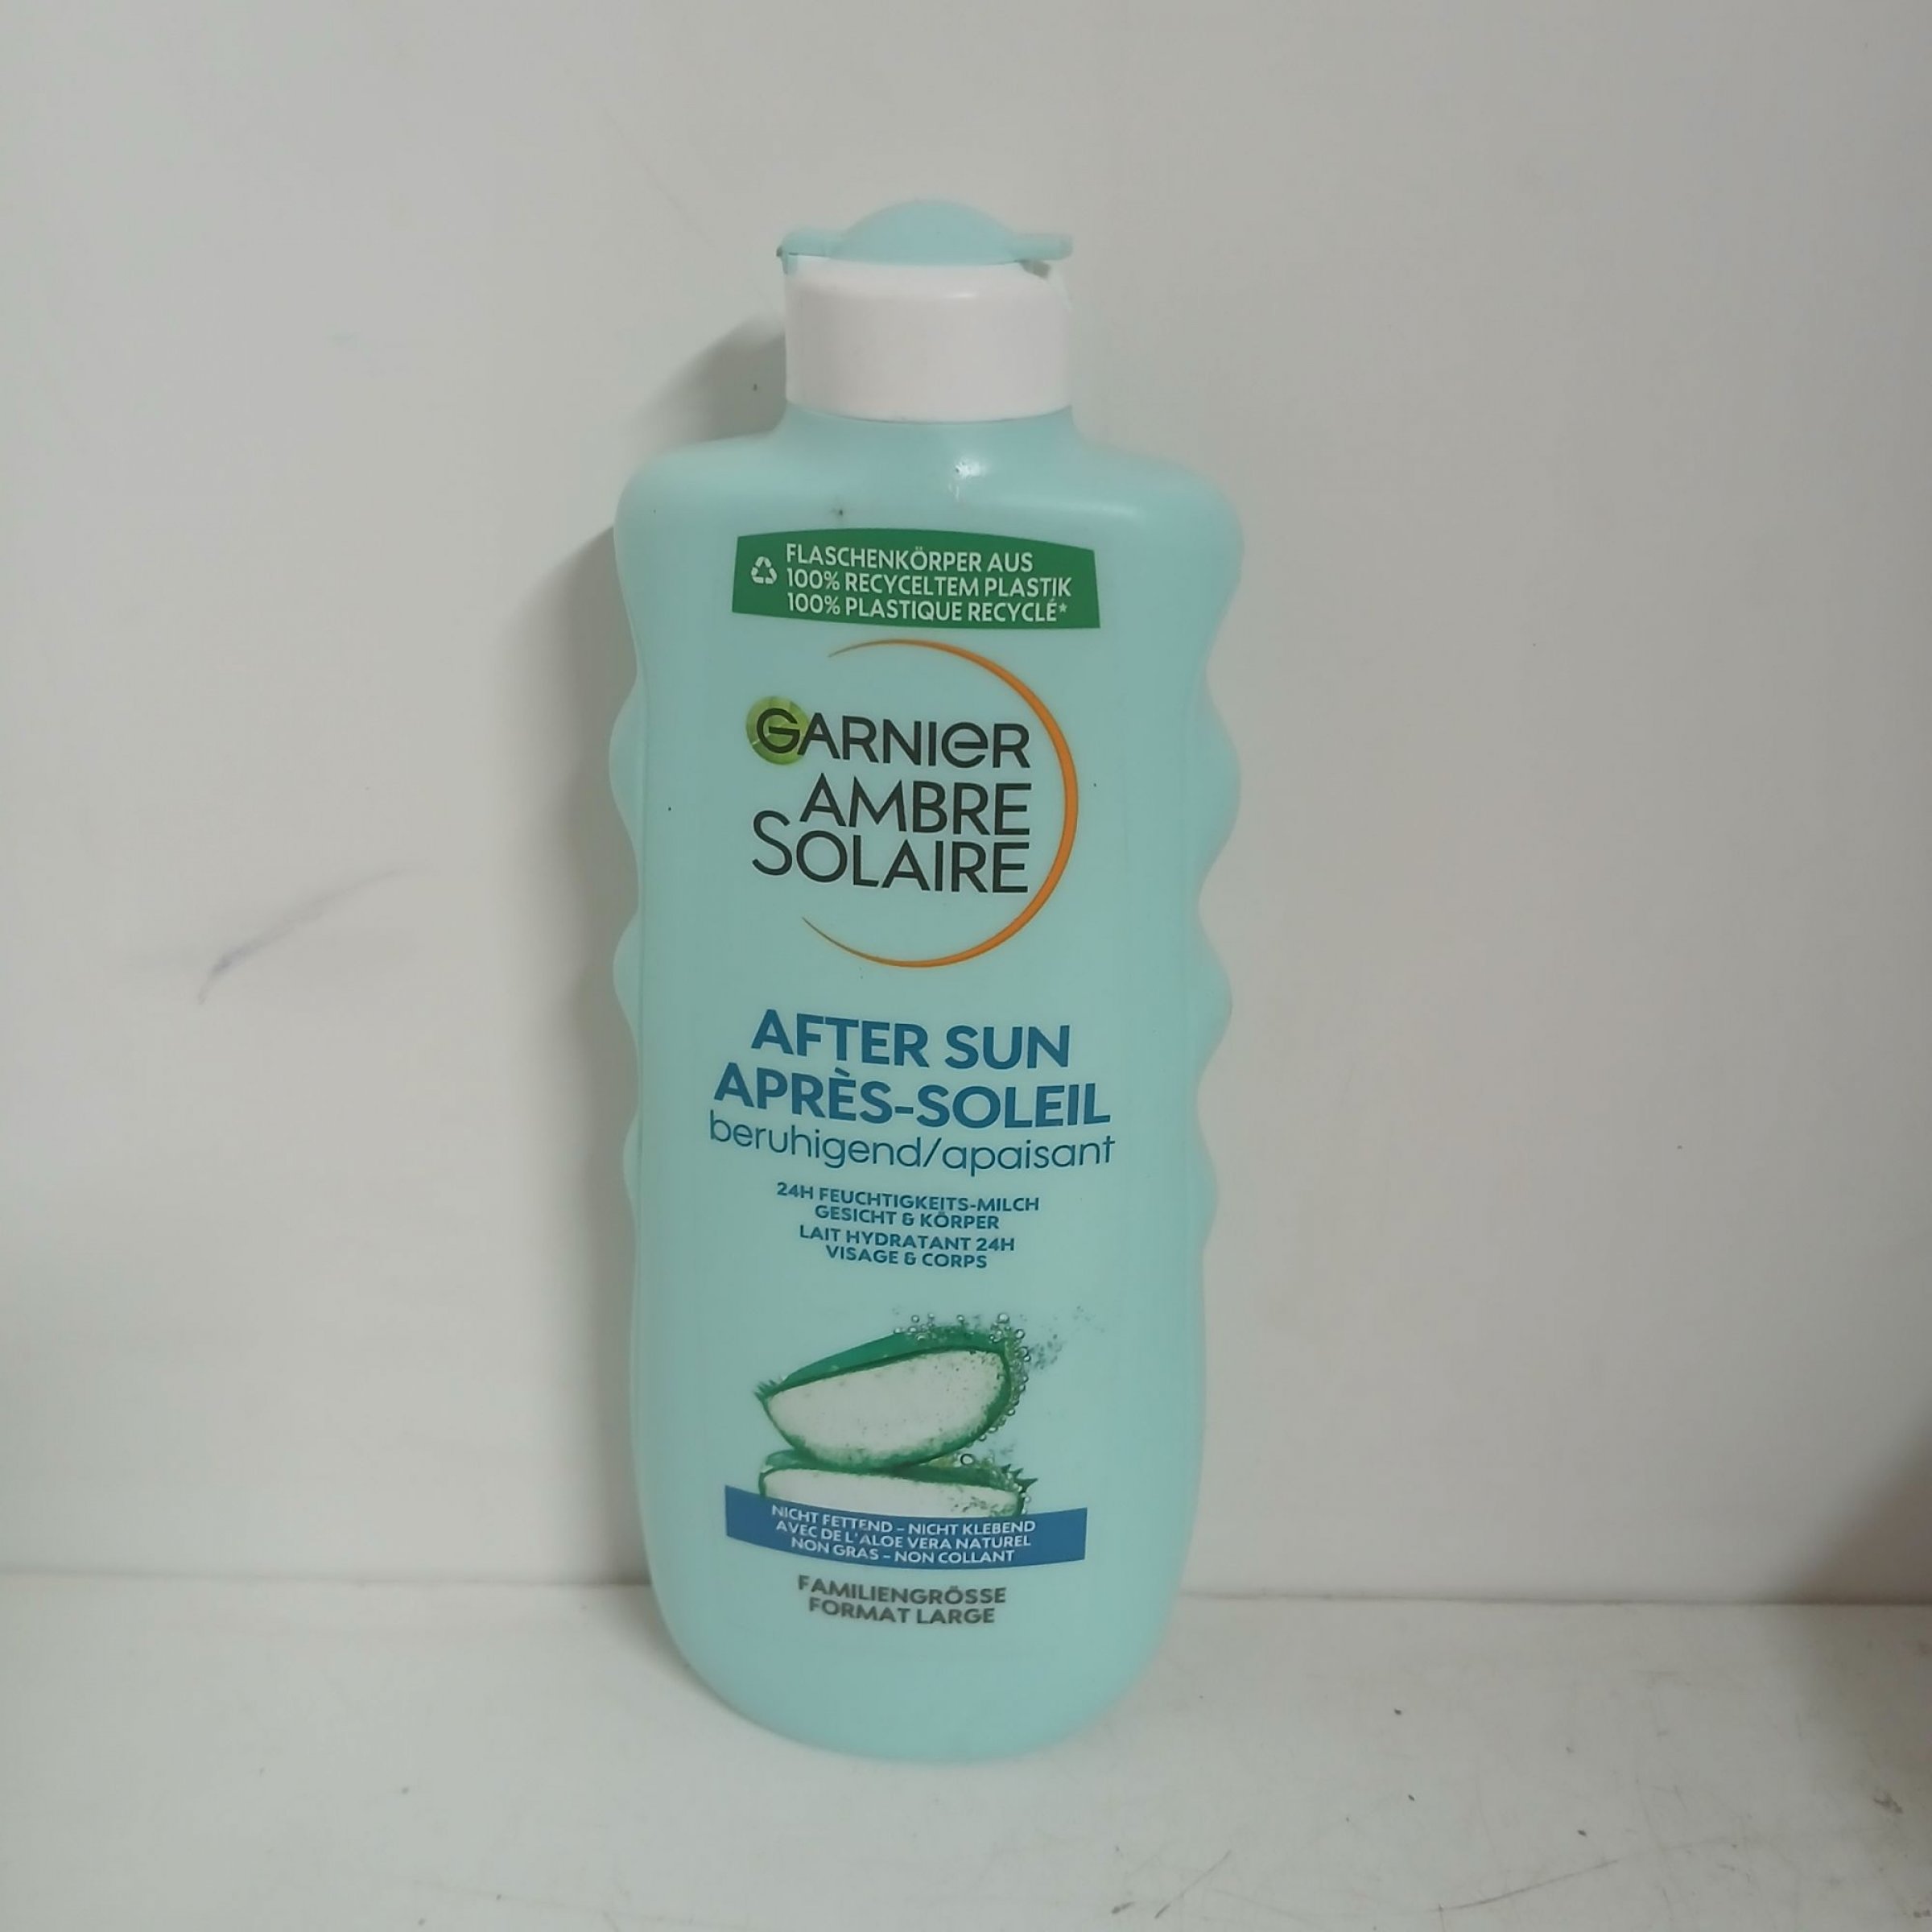 FLASCHENKÖRPER AUS
100% RECYCELTEM PLASTIK
100% PLASTIQUE RECYCLÉ*
GARNIER
AMBRE
SOLAIRE
AFTER SUN
APRÈS-SOLEIL
beruhigend/apaisant
24H FEUCHTIGKEITS-MILCH
GESICHT & KÖRPER
LAIT HYDRATANT 24H
VISAGE & CORPS
NICHT FETTEND – NICHT KLEBEND
AVEC DE L'ALOE VERA NATUREL
NON GRAS – NON COLLANT
FAMILIENGRÖSSE
FORMAT LARGE